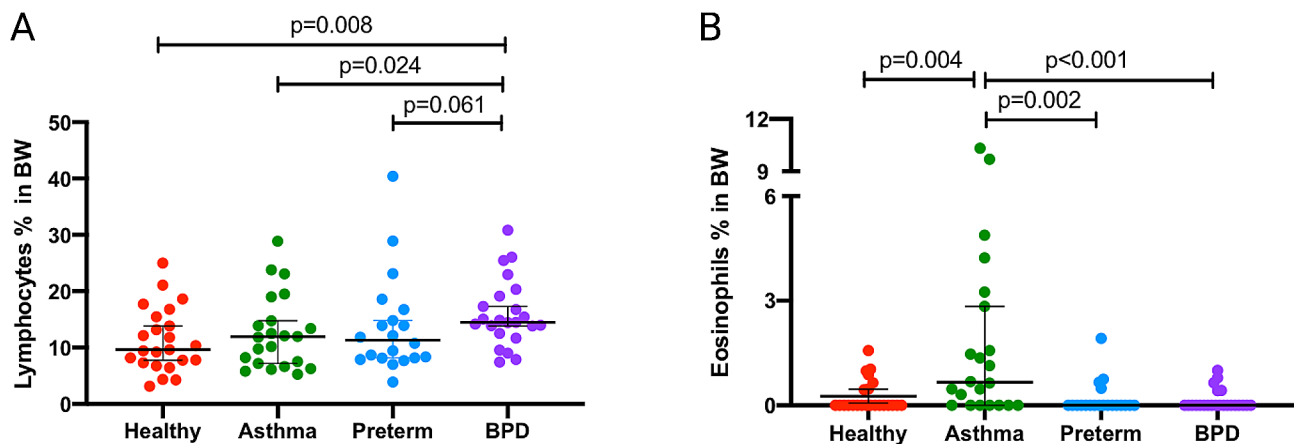 A
p=0.008
p=0.024
p=0.061
50
40
30
20
10
0
Lymphocytes % in BW
Healthy Asthma Preterm BPD
B
p=0.004 p<0.001
p=0.002
12
9
6
3
0
Eosinophils % in BW
Healthy Asthma Preterm BPD